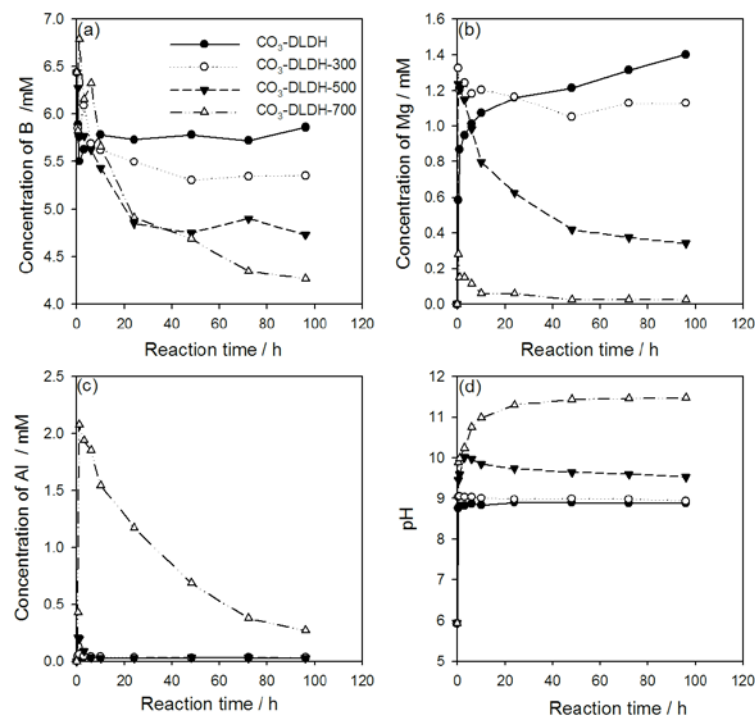 (a)
CO₃-DLDH
CO₃-DLDH-300
CO₃-DLDH-500
CO₃-DLDH-700
Concentration of B /mM
7.0
6.5
6.0
5.5
5.0
4.5
4.0
0 20 40 60 80 100 120
Reaction time / h
(b)
Concentration of Mg / mM
1.6
1.4
1.2
1.0
0.8
0.6
0.4
0.2
0.0
0 20 40 60 80 100 120
Reaction time / h
(c)
Concentration of Al / mM
2.5
2.0
1.5
1.0
0.5
0.0
0 20 40 60 80 100 120
Reaction time / h
(d)
pH
12
11
10
9
8
7
6
5
0 20 40 60 80 100 120
Reaction time / h